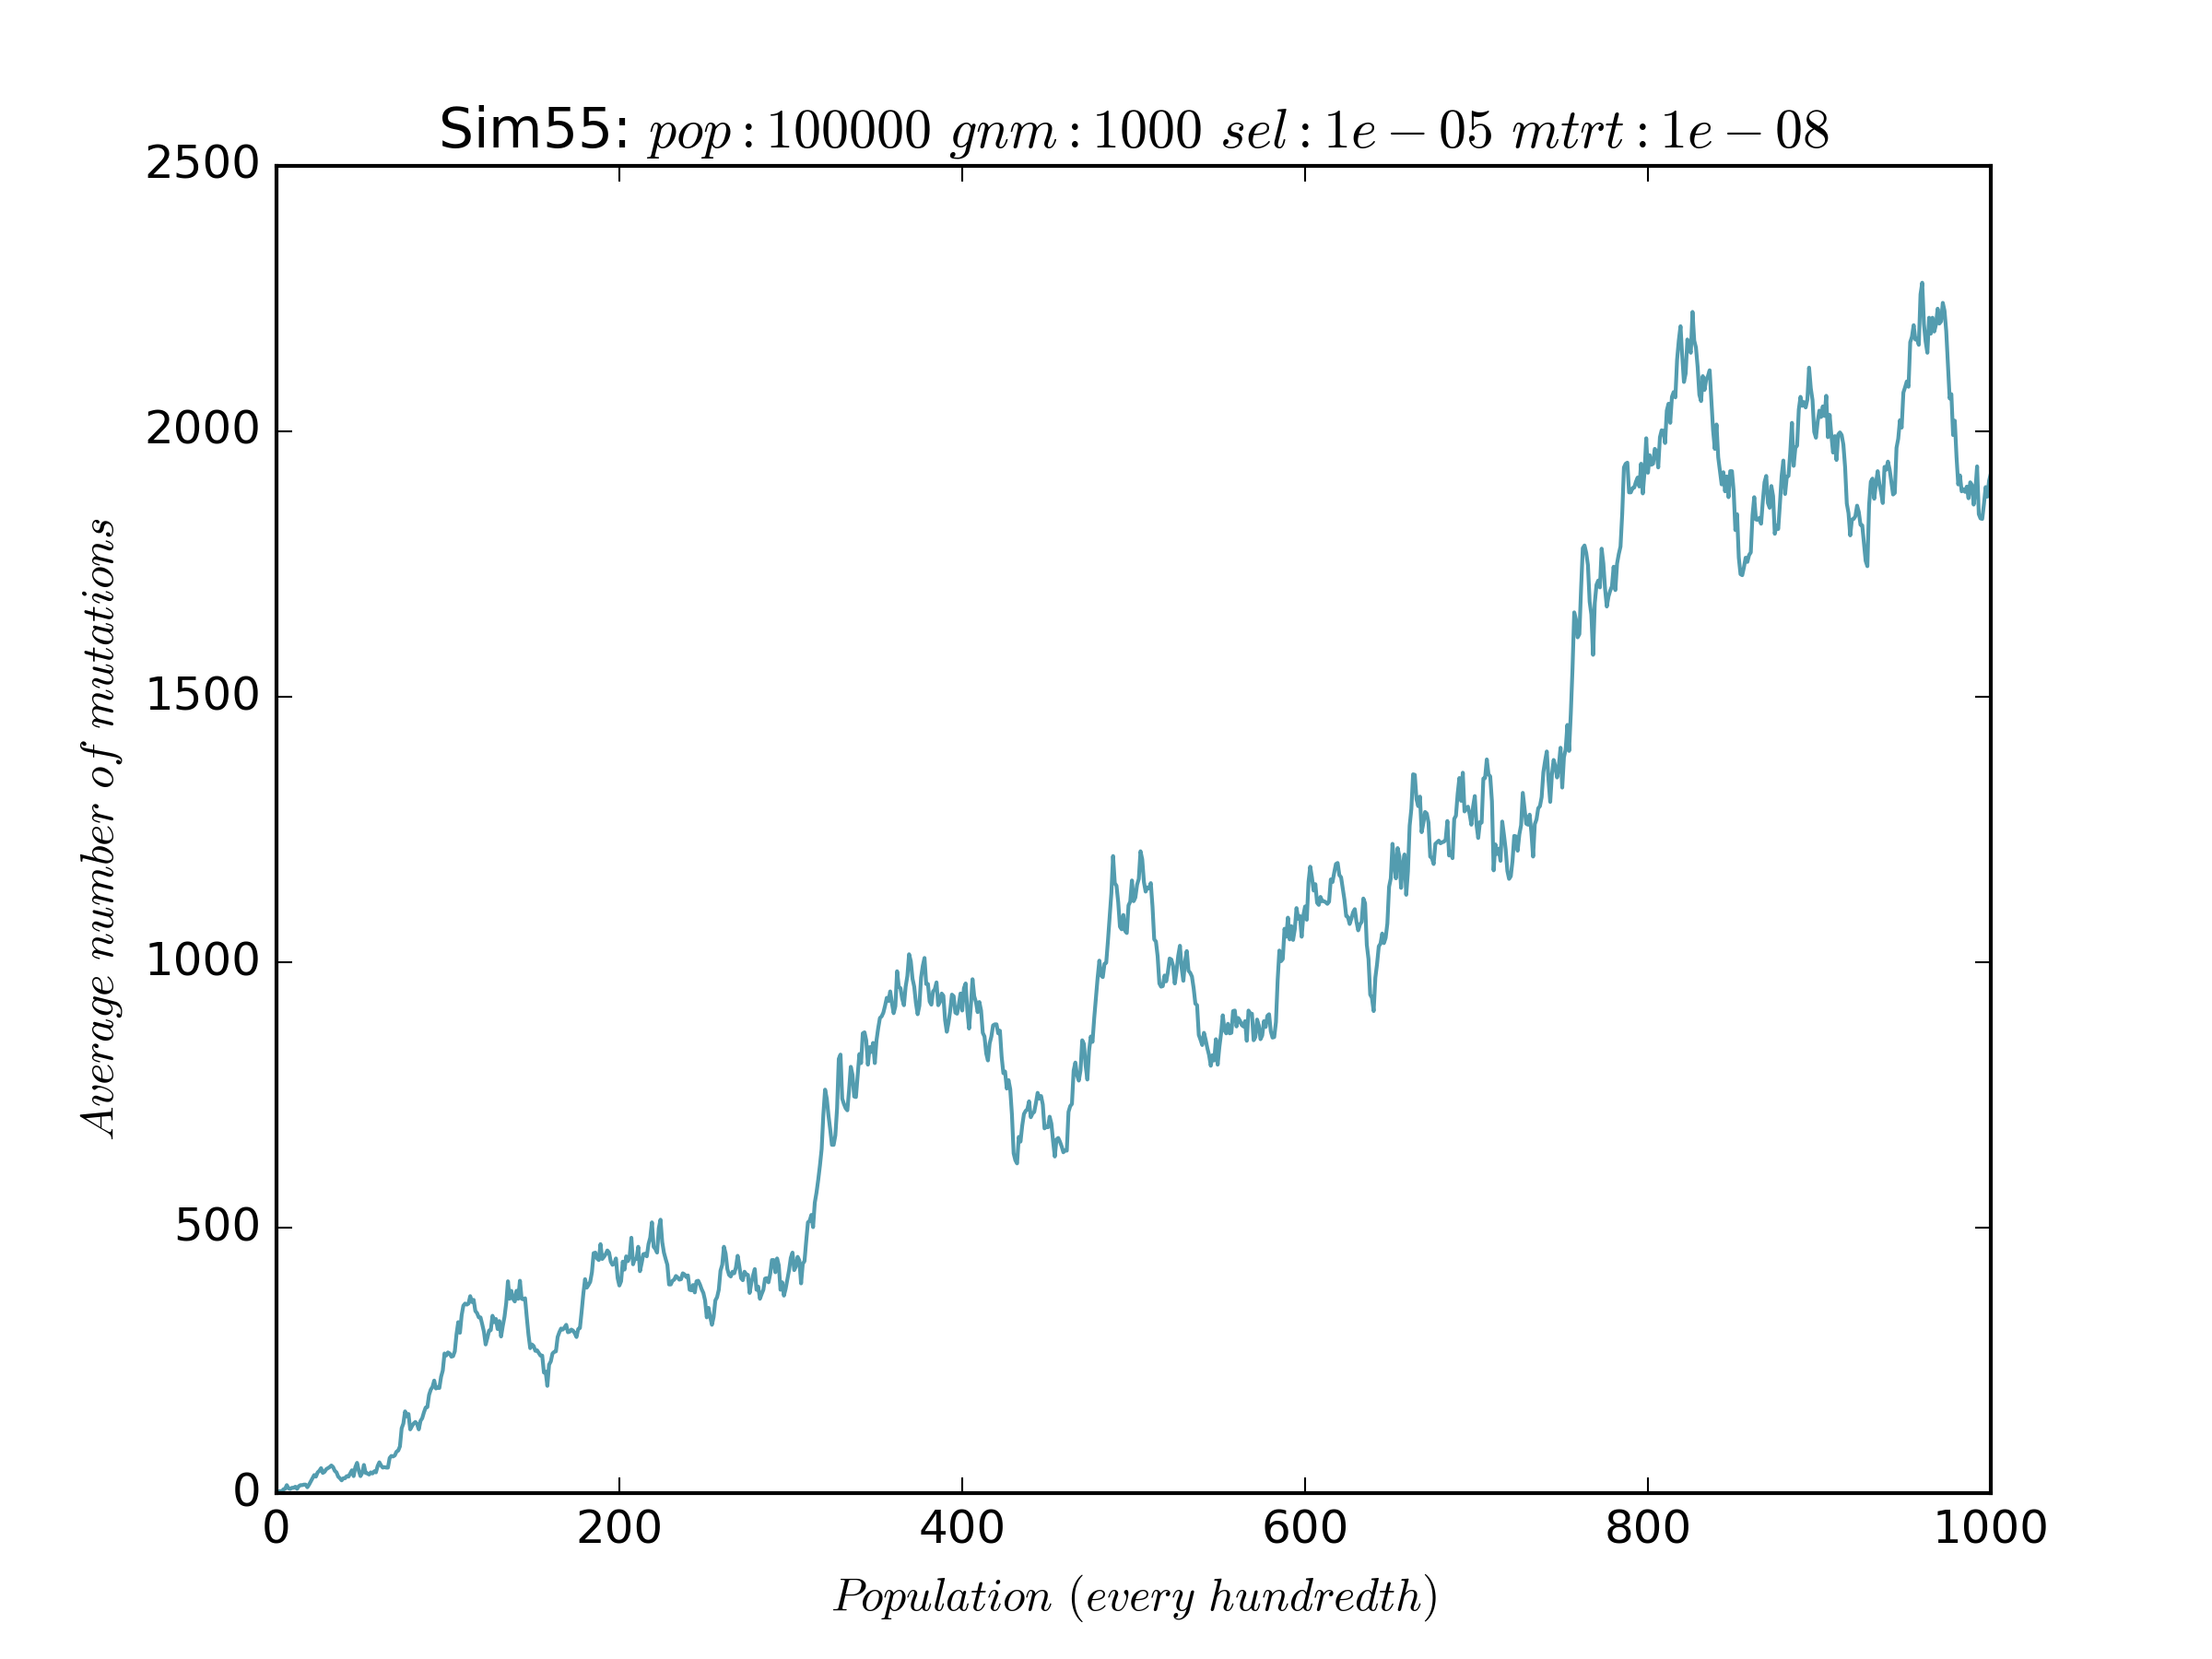 Sim55: pop : 100000 gnm : 1000 sel : 1e − 05 mtrt : 1e − 08
2500
2000
1500
1000
500
0
Average number of mutations
0 200 400 600 800 1000
Population (every hundredth)